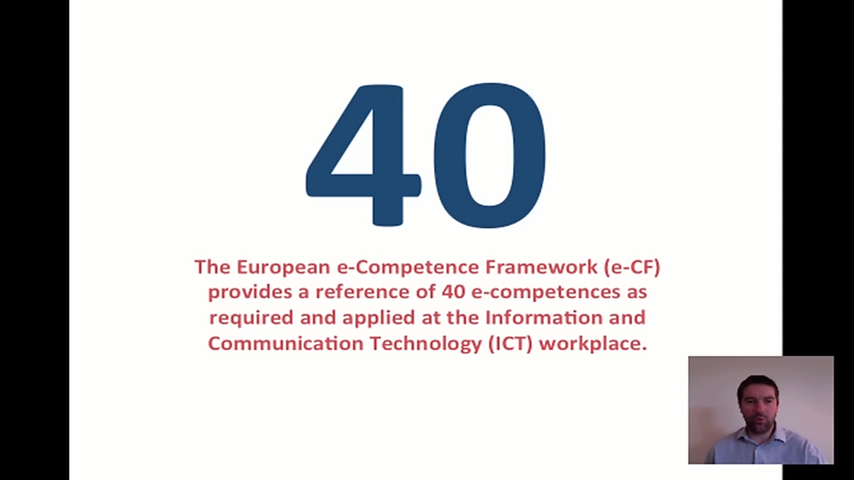 40
The European e-Competence Framework (e-CF)
provides a reference of 40 e-competences as
required and applied at the Information and
Communication Technology (ICT) workplace.